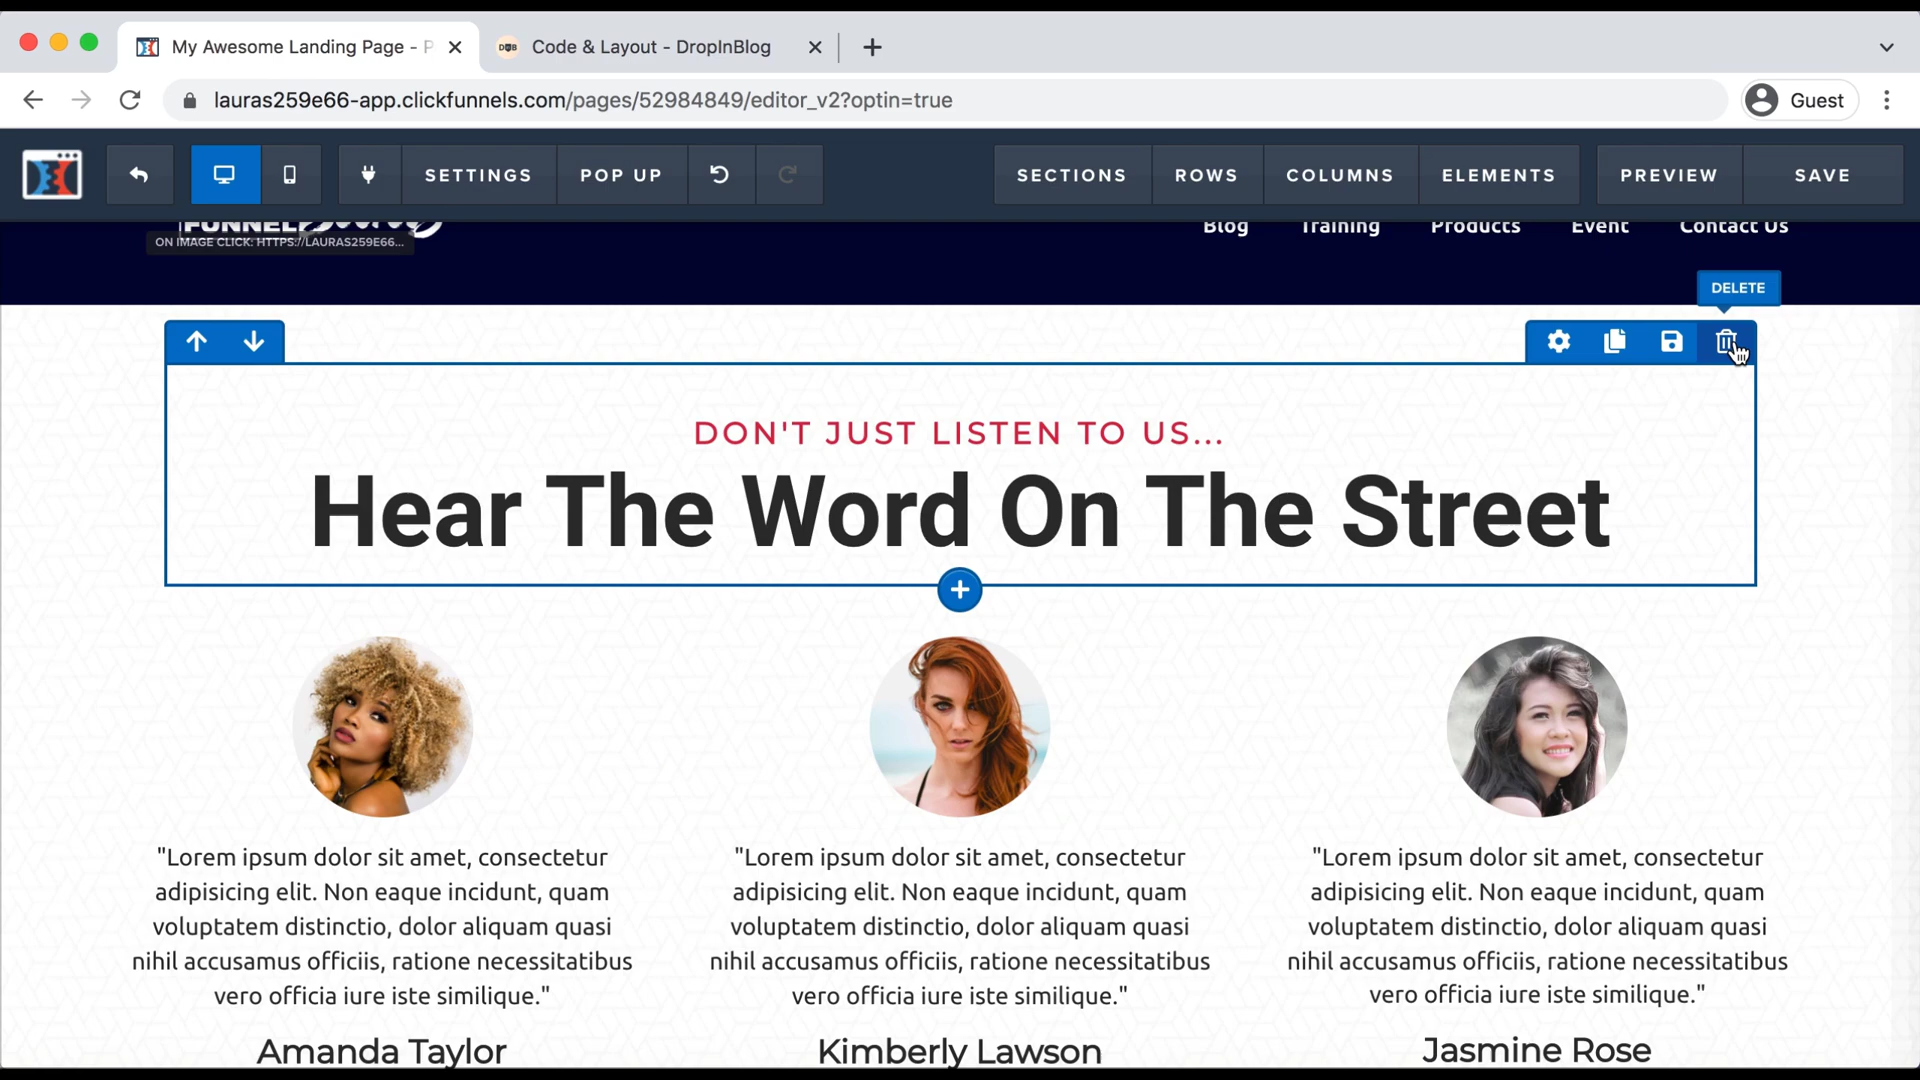 My Awesome Landing Page - P
DOB
Code & Layout - DropInBlog
lauras259e66-app.clickfunnels.com/pages/52984849/editor_v2?optin=true
Guest
SETTINGS
POP UP
SECTIONS
ROWS
COLUMNS
ELEMENTS
PREVIEW
SAVE
FUNNEL
ON IMAGE CLICK: HTTPS://LAURAS259E66...
Blog
Training
Products
Event
Contact Us
DELETE
DON'T JUST LISTEN TO US...
Hear The Word On The Street
"Lorem ipsum dolor sit amet, consectetur
adipisicing elit. Non eaque incidunt, quam
voluptatem distinctio, dolor aliquam quasi
nihil accusamus officiis, ratione necessitatibus
vero officia iure iste similique."
Amanda Taylor
"Lorem ipsum dolor sit amet, consectetur
adipisicing elit. Non eaque incidunt, quam
voluptatem distinctio, dolor aliquam quasi
nihil accusamus officiis, ratione necessitatibus
vero officia iure iste similique."
Kimberly Lawson
"Lorem ipsum dolor sit amet, consectetur
adipisicing elit. Non eaque incidunt, quam
voluptatem distinctio, dolor aliquam quasi
nihil accusamus officiis, ratione necessitatibus
vero officia iure iste similique."
Jasmine Rose